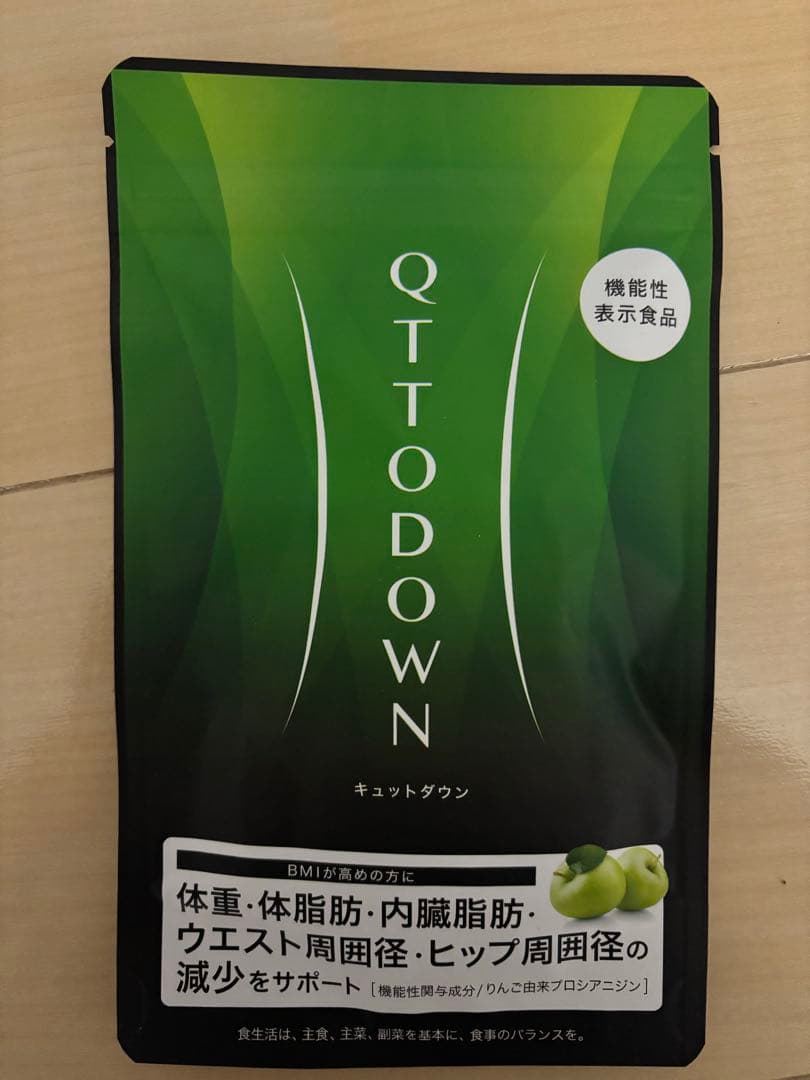 QTTODOWN
機能性
表示食品
キュットダウン
BMIが高めの方に
体重・体脂肪・内臓脂肪・
ウエスト周囲径・ヒップ周囲径の
減少をサポート [機能性関与成分/りんご由来プロシアニジン]
食生活は、主食、主菜、副菜を基本に、食事のバランスを。